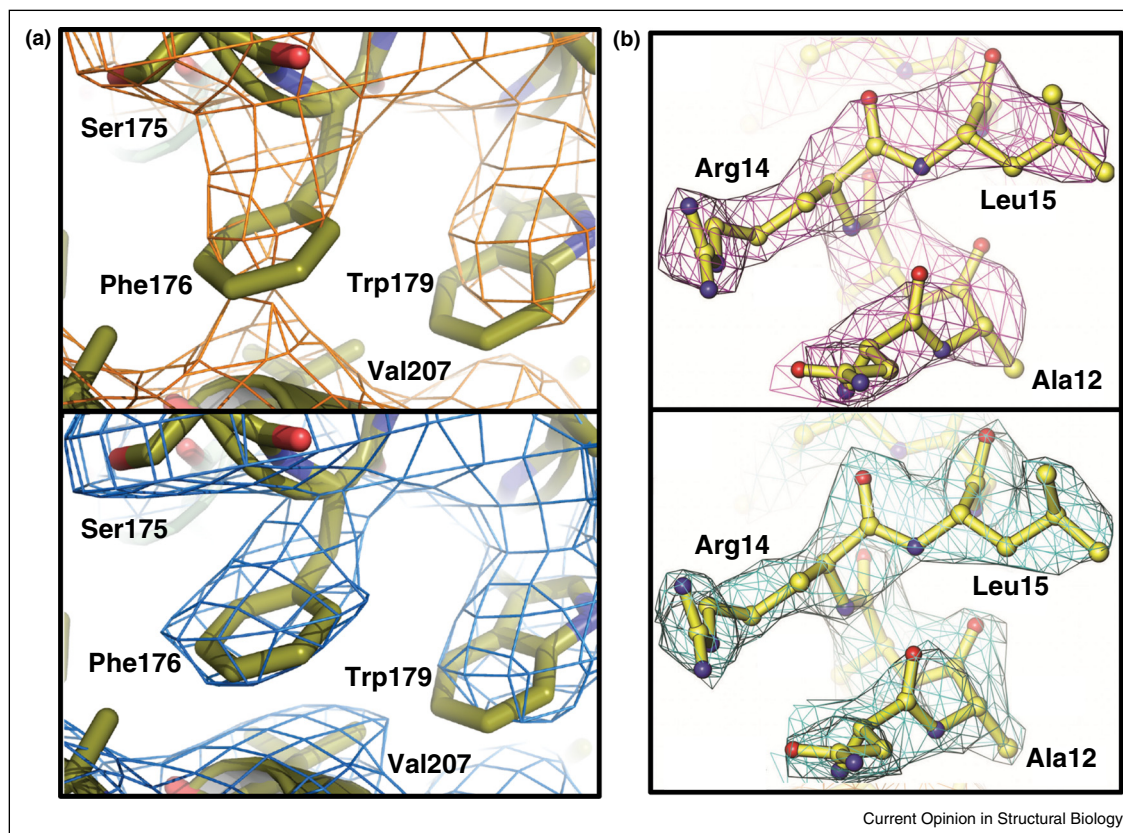 (a)
Ser175
Phe176
Trp179
Val207
Ser175
Phe176
Trp179
Val207
(b)
Arg14
Leu15
Ala12
Arg14
Leu15
Ala12
Current Opinion in Structural Biology